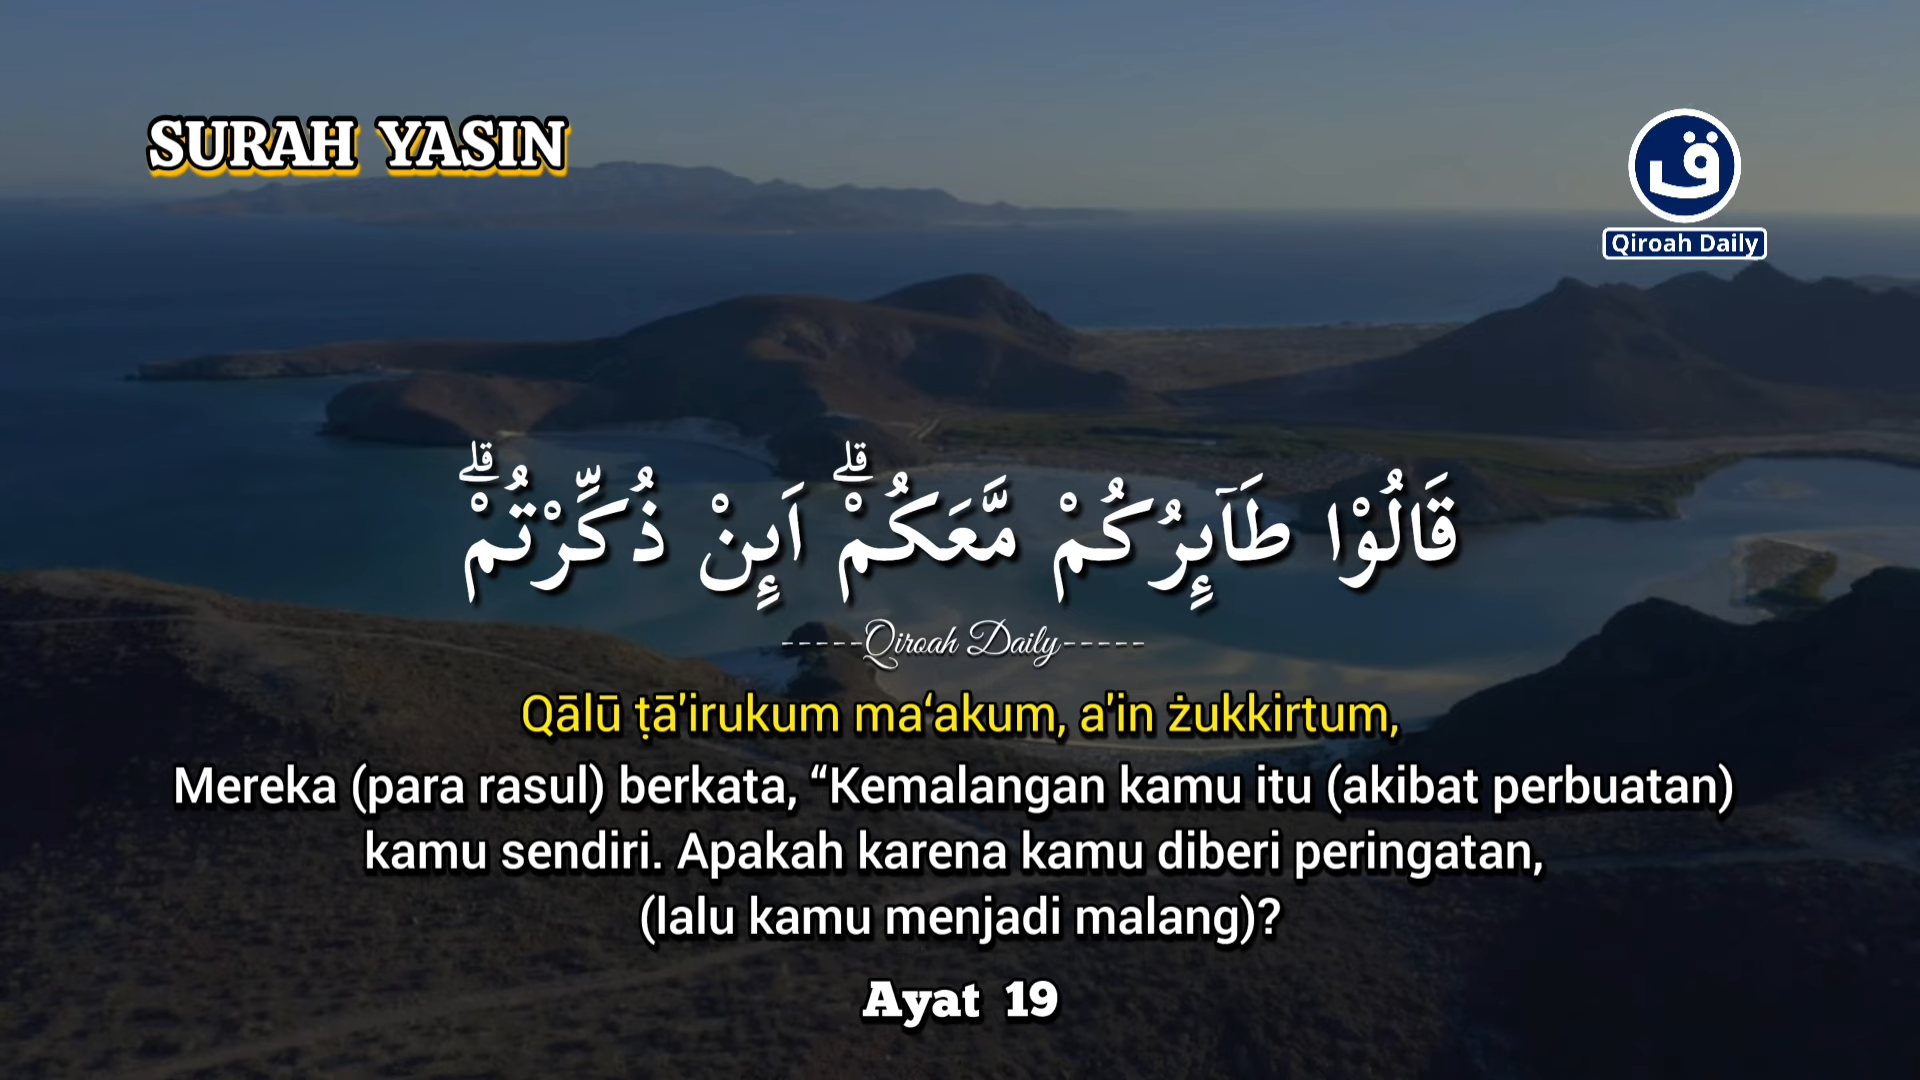 SURAH YASIN
ق
Qiroah Daily
قَالُوْا طَاۤىِٕرُكُمْ مَّعَكُمْۗ اَىِٕنْ ذُكِّرْتُمْۗ
-----Qiroah Daily-----
Qālū ṭā'irukum ma‘akum, a'in żukkirtum,
Mereka (para rasul) berkata, “Kemalangan kamu itu (akibat perbuatan)
kamu sendiri. Apakah karena kamu diberi peringatan,
(lalu kamu menjadi malang)?
Ayat 19